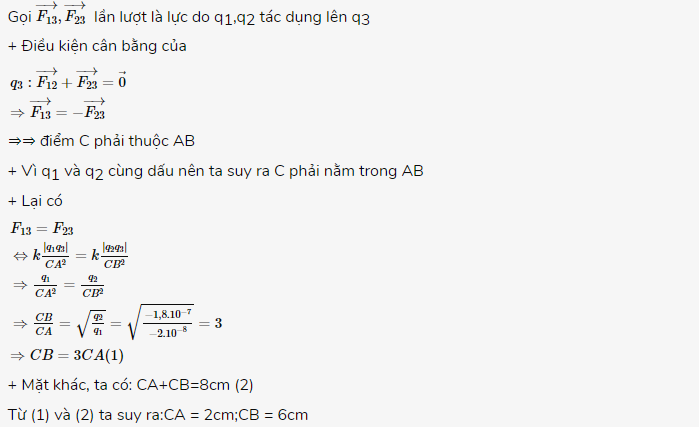 Gọi $\overrightarrow{F_{13}}, \overrightarrow{F_{23}}$ lần lượt là lực do q1,q2 tác dụng lên q3
+ Điều kiện cân bằng của
$q_3 : \overrightarrow{F_{12}} + \overrightarrow{F_{23}} = \vec{0}$
$\Rightarrow \overrightarrow{F_{13}} = -\overrightarrow{F_{23}}$
⇒⇒ điểm C phải thuộc AB
+ Vì q1 và q2 cùng dấu nên ta suy ra C phải nằm trong AB
+ Lại có
$F_{13} = F_{23}$
$\Leftrightarrow k\frac{|q_1q_3|}{CA^2} = k\frac{|q_2q_3|}{CB^2}$
$\Rightarrow \frac{q_1}{CA^2} = \frac{q_2}{CB^2}$
$\Rightarrow \frac{CB}{CA} = \sqrt{\frac{q_2}{q_1}} = \sqrt{\frac{-1,8.10^{-7}}{-2.10^{-8}}} = 3$
$\Rightarrow CB = 3CA(1)$
+ Mặt khác, ta có: CA+CB=8cm (2)
Từ (1) và (2) ta suy ra:CA = 2cm;CB = 6cm